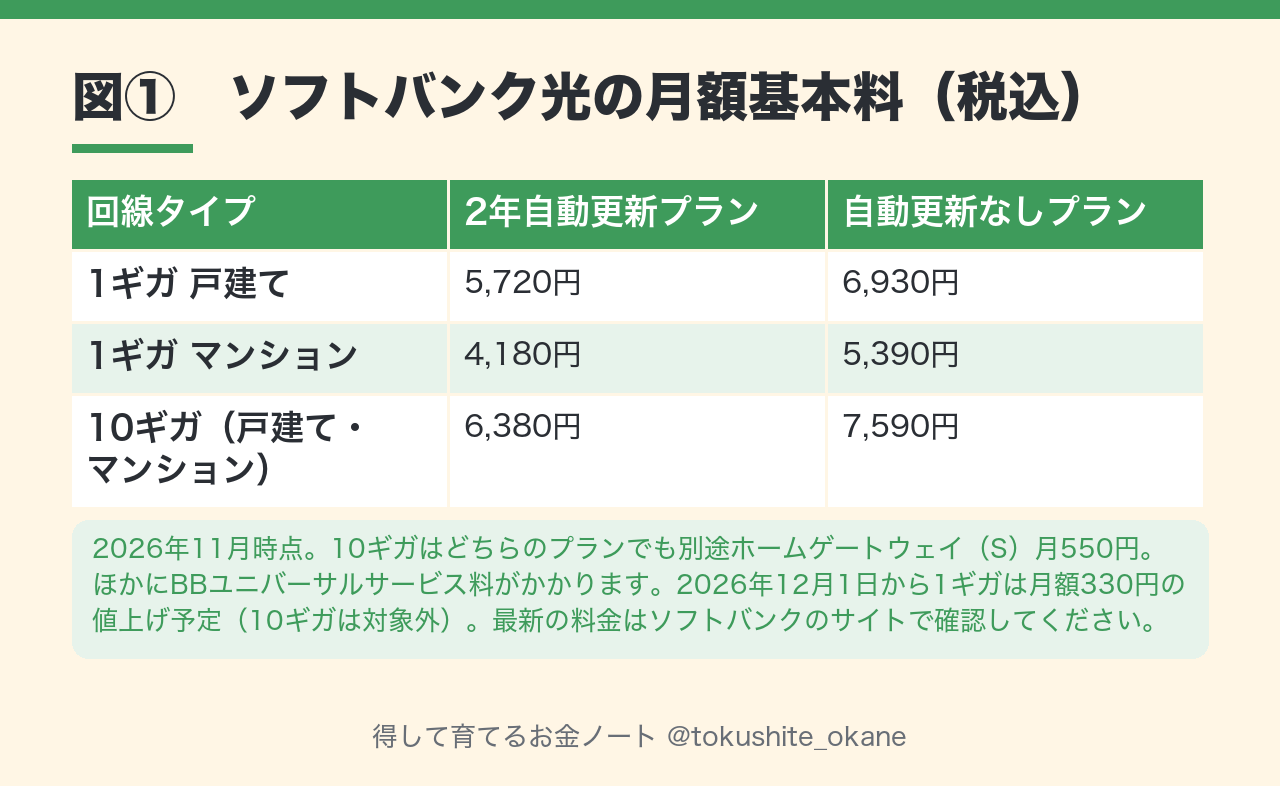 図①　ソフトバンク光の月額基本料（税込）
回線タイプ 2年自動更新プラン 自動更新なしプラン
1ギガ 戸建て 5,720円 6,930円
1ギガ マンション 4,180円 5,390円
10ギガ（戸建て・ 6,380円 7,590円
マンション）
2026年11月時点。10ギガはどちらのプランでも別途ホームゲートウェイ（S）月550円。
ほかにBBユニバーサルサービス料がかかります。2026年12月1日から1ギガは月額330円の
値上げ予定（10ギガは対象外）。最新の料金はソフトバンクのサイトで確認してください。
得して育てるお金ノート @tokushite_okane